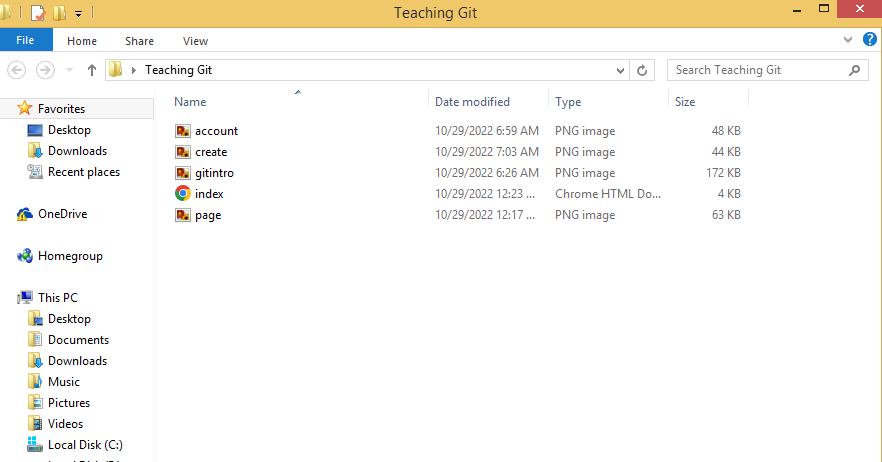 Teaching Git
File Home Share View
Teaching Git Search Teaching Git
Name Date modified Type Size
Favorites
Desktop
Downloads
Recent places
OneDrive
Homegroup
This PC
Desktop
Documents
Downloads
Music
Pictures
Videos
Local Disk (C:)
account 10/29/2022 6:59 AM PNG image 48 KB
create 10/29/2022 7:03 AM PNG image 44 KB
gitintro 10/29/2022 6:26 AM PNG image 172 KB
index 10/29/2022 12:23 ... Chrome HTML Do... 4 KB
page 10/29/2022 12:17 ... PNG image 63 KB